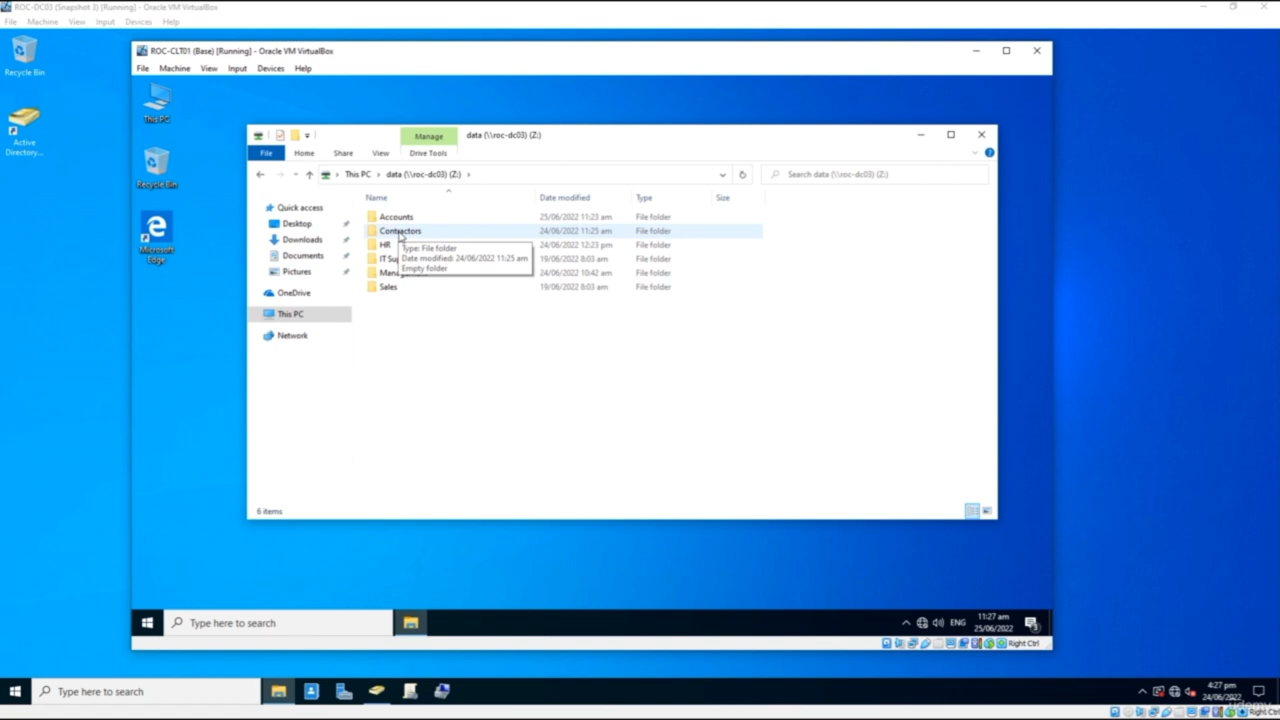 ROC-DC03 (Snapshot 3) [Running] - Oracle VM VirtualBox
File Machine View Input Devices Help
Recycle Bin
Active
Directory...
ROC-CLT01 (Base) [Running] - Oracle VM VirtualBox
File Machine View Input Devices Help
This PC
Recycle Bin
Microsoft
Edge
Manage data (\\roc-dc03) (Z:)
File Home Share View Drive Tools
This PC › data (\\roc-dc03) (Z:) ›
Search data (\\roc-dc03) (Z:)
Quick access
Desktop
Downloads
Documents
Pictures
OneDrive
This PC
Network
Name Date modified Type Size
Accounts 25/06/2022 11:23 am File folder
Contractors 24/06/2022 11:25 am File folder
HR 24/06/2022 12:23 pm File folder
IT Su 19/06/2022 8:03 am File folder
Man 24/06/2022 10:42 am File folder
Sales 19/06/2022 8:03 am File folder
Type: File folder
Date modified: 24/06/2022 11:25 am
Empty folder
6 items
Type here to search
ENG
11:27 am
25/06/2022
3
Right Ctrl
Type here to search
4:27 pm
24/06/2022
udemy
Right Ctrl